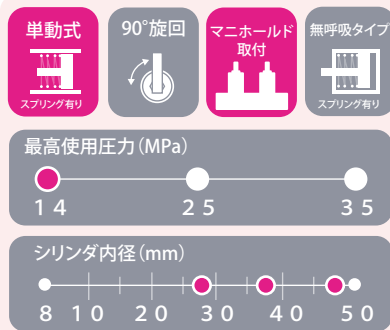 単動式
スプリング有り
90°旋回
マニホールド
取付
無呼吸タイプ
スプリング有り
最高使用圧力(MPa)
14 25 35
シリンダ内径(mm)
8 10 20 30 40 50